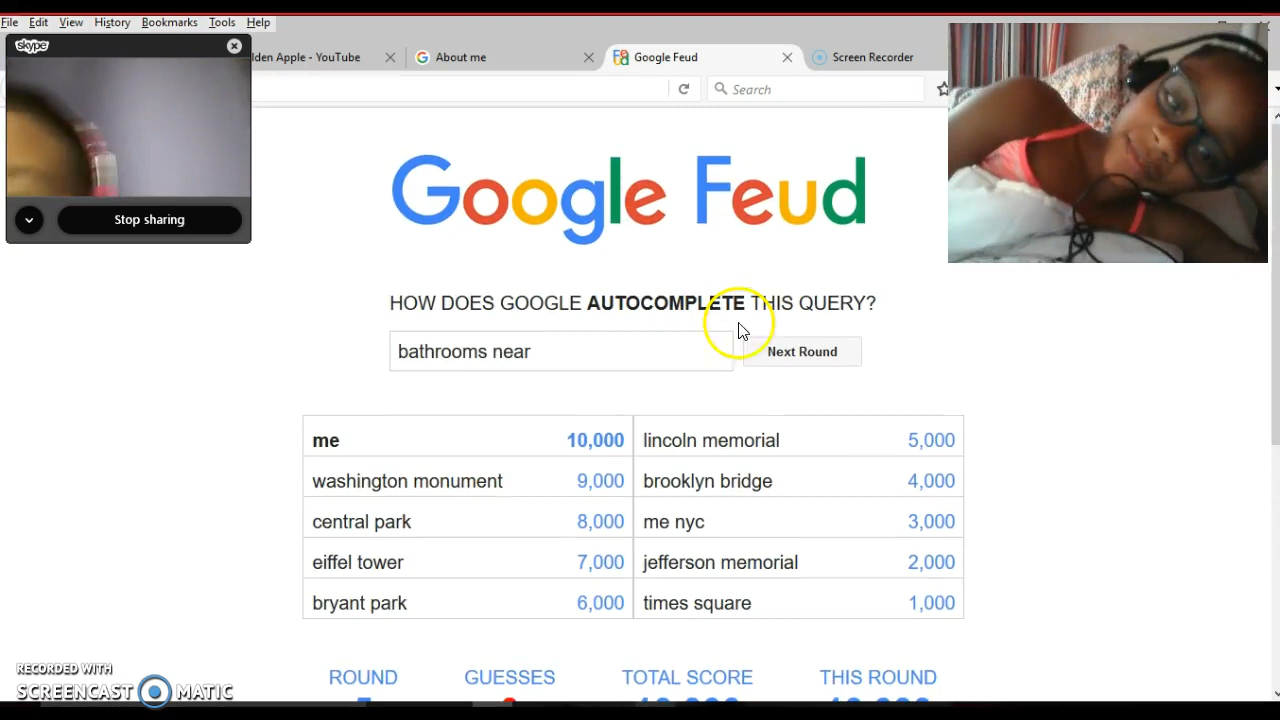 File Edit View History Bookmarks Tools Help
skype
lden Apple - YouTube
About me
Google Feud
Screen Recorder
Search
Stop sharing
Google Feud
HOW DOES GOOGLE AUTOCOMPLETE THIS QUERY?
bathrooms near
Next Round
me 10,000 lincoln memorial 5,000
washington monument 9,000 brooklyn bridge 4,000
central park 8,000 me nyc 3,000
eiffel tower 7,000 jefferson memorial 2,000
bryant park 6,000 times square 1,000
ROUND GUESSES TOTAL SCORE THIS ROUND
RECORDED WITH
SCREENCAST MATIC